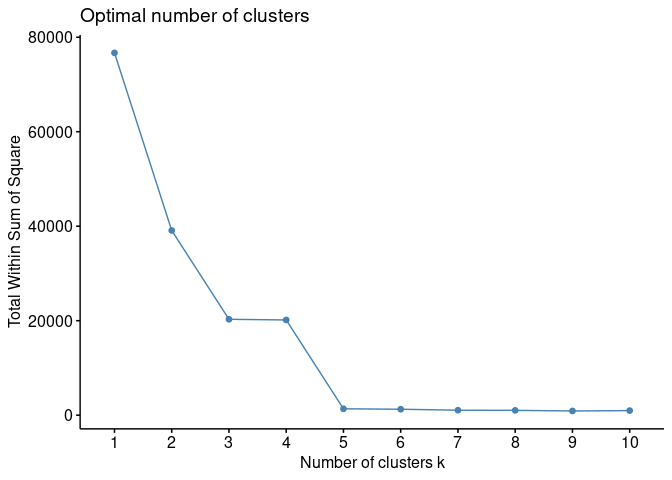 Optimal number of clusters
80000
60000
40000
20000
0
Total Within Sum of Square
1 2 3 4 5 6 7 8 9 10
Number of clusters k